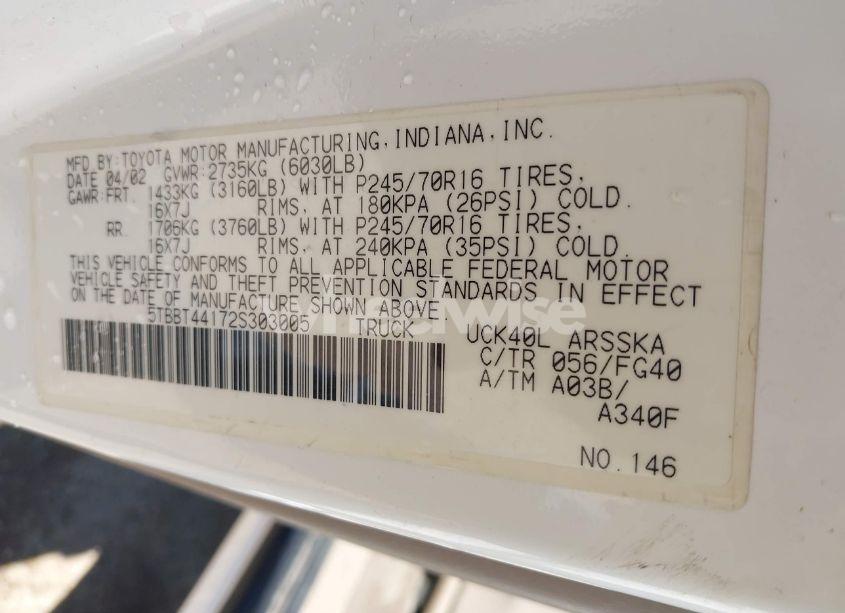 MFD.BY:TOYOTA MOTOR MANUFACTURING,INDIANA,INC.
DATE 04/02 GVWR:2735KG (6030LB)
GAWR:FRT. 1433KG (3160LB) WITH P245/70R16 TIRES,
16X7J RIMS, AT 180KPA (26PSI) COLD.
RR. 1706KG (3760LB) WITH P245/70R16 TIRES,
16X7J RIMS, AT 240KPA (35PSI) COLD.
THIS VEHICLE CONFORMS TO ALL APPLICABLE FEDERAL MOTOR
VEHICLE SAFETY AND THEFT PREVENTION STANDARDS IN EFFECT
ON THE DATE OF MANUFACTURE SHOWN ABOVE.
5TBBT44172S303005 TRUCK
UCK40L ARSSKA
C/TR 056/FG40
A/TM A03B/
A340F
NO.146